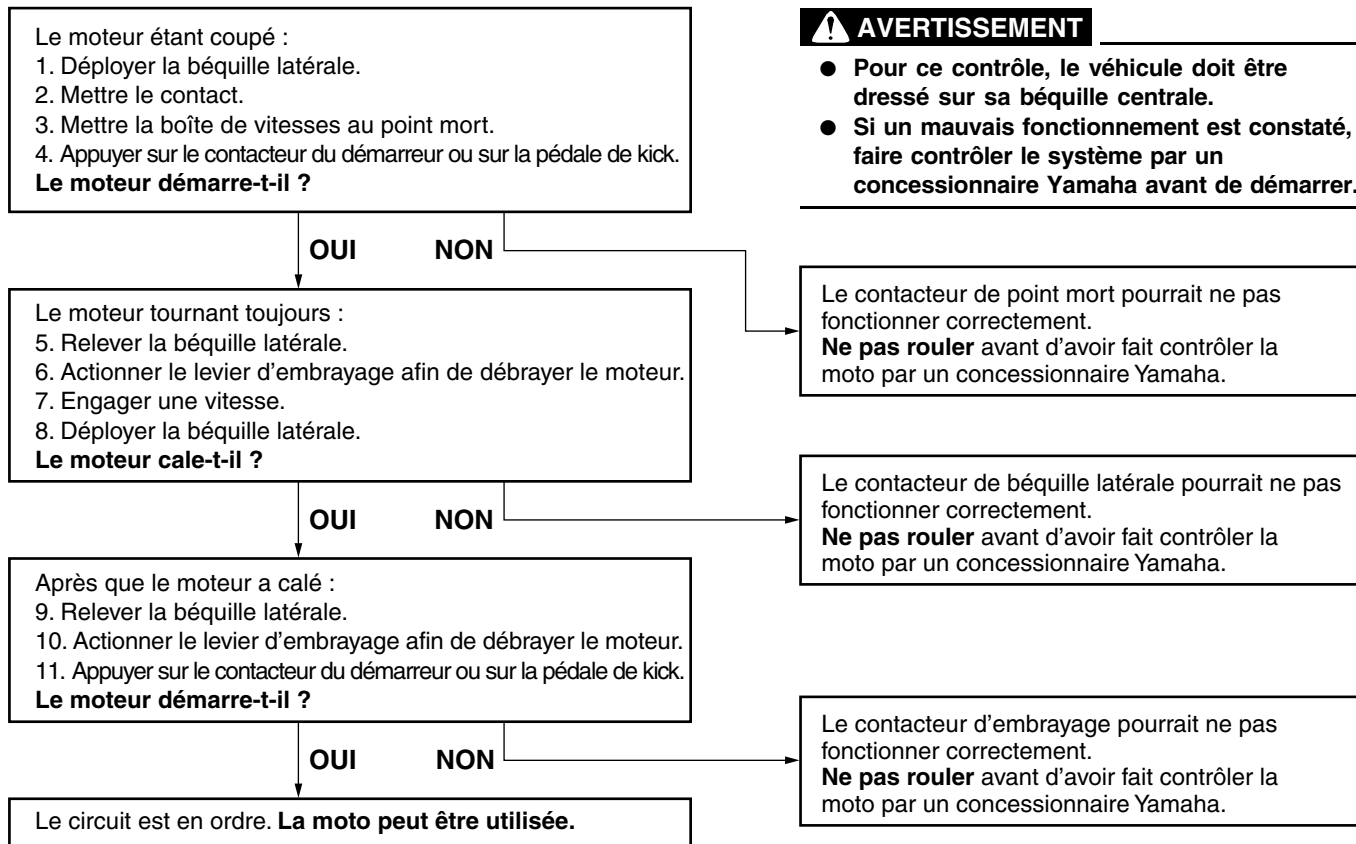 Le moteur étant coupé :
1. Déployer la béquille latérale.
2. Mettre le contact.
3. Mettre la boîte de vitesses au point mort.
4. Appuyer sur le contacteur du démarreur ou sur la pédale de kick.
Le moteur démarre-t-il ?
AVERTISSEMENT
● Pour ce contrôle, le véhicule doit être
dressé sur sa béquille centrale.
● Si un mauvais fonctionnement est constaté,
faire contrôler le système par un
concessionnaire Yamaha avant de démarrer.
OUI NON
Le contacteur de point mort pourrait ne pas
fonctionner correctement.
Ne pas rouler avant d’avoir fait contrôler la
moto par un concessionnaire Yamaha.
Le moteur tournant toujours :
5. Relever la béquille latérale.
6. Actionner le levier d’embrayage afin de débrayer le moteur.
7. Engager une vitesse.
8. Déployer la béquille latérale.
Le moteur cale-t-il ?
OUI NON
Le contacteur de béquille latérale pourrait ne pas
fonctionner correctement.
Ne pas rouler avant d’avoir fait contrôler la
moto par un concessionnaire Yamaha.
Après que le moteur a calé :
9. Relever la béquille latérale.
10. Actionner le levier d’embrayage afin de débrayer le moteur.
11. Appuyer sur le contacteur du démarreur ou sur la pédale de kick.
Le moteur démarre-t-il ?
OUI NON
Le contacteur d’embrayage pourrait ne pas
fonctionner correctement.
Ne pas rouler avant d’avoir fait contrôler la
moto par un concessionnaire Yamaha.
Le circuit est en ordre. La moto peut être utilisée.